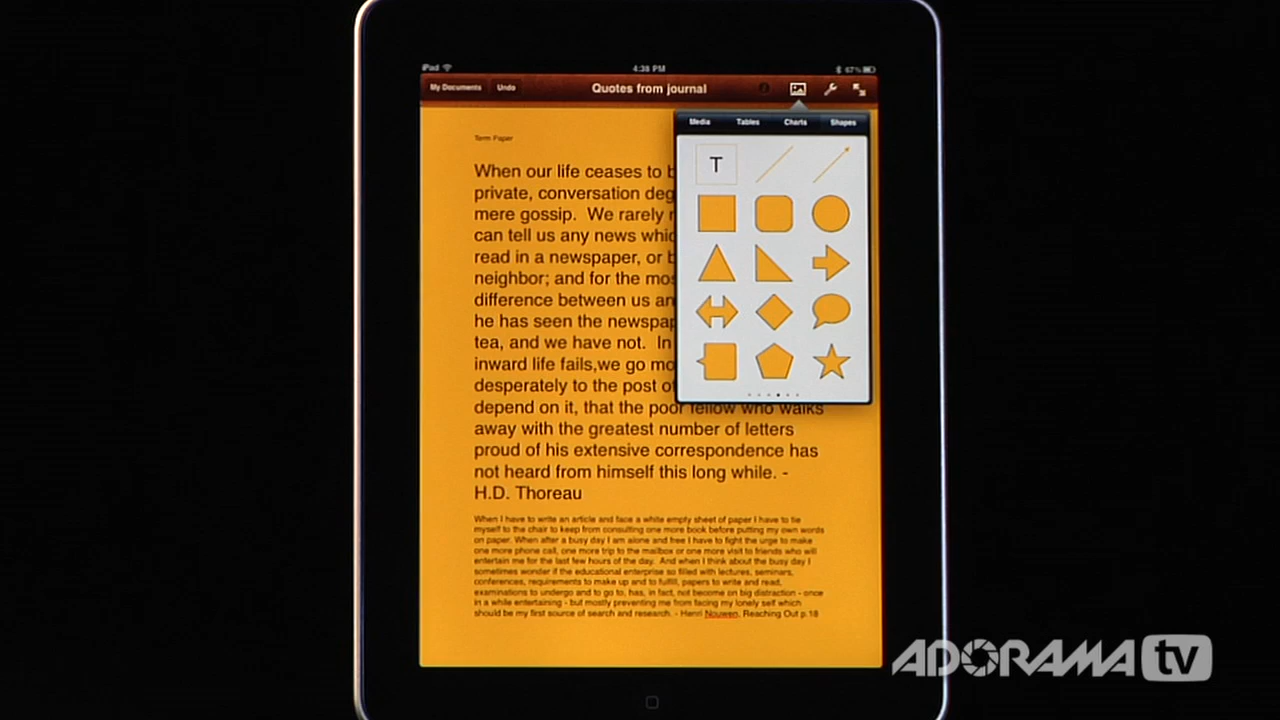 iPad
4:38 PM
67%
My Documents
Undo
Quotes from journal
Media
Tables
Charts
Shapes
T
Term Paper
When our life ceases to b
private, conversation deg
mere gossip. We rarely
can tell us any news whic
read in a newspaper, or b
neighbor; and for the mos
difference between us an
he has seen the newspap
tea, and we have not. In
inward life fails,we go mo
desperately to the post of
depend on it, that the poor fellow who walks
away with the greatest number of letters
proud of his extensive correspondence has
not heard from himself this long while. -
H.D. Thoreau
When I have to write an article and face a white empty sheet of paper I have to tie
myself to the chair to keep from consulting one more book before putting my own words
on paper. When after a busy day I am alone and free I have to fight the urge to make
one more phone call, one more trip to the mailbox or one more visit to friends who will
entertain me for the last few hours of the day. And when I think about the busy day I
sometimes wonder if the educational enterprise so filled with lectures, seminars,
conferences, requirements to make up and to fulfill, papers to write and read,
examinations to undergo and to go to, has, in fact, not become on big distraction - once
in a while entertaining - but mostly preventing me from facing my lonely self which
should be my first source of search and research. - Henri Nouwen, Reaching Out p.18
ADORAMA tv